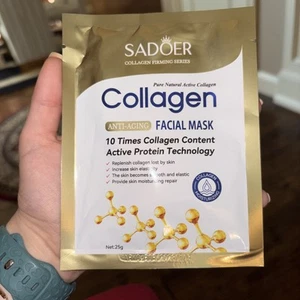 SADOER
COLLAGEN FIRMING SERIES
Pure Natural Active Collagen
Collagen
ANTI-AGING FACIAL MASK
10 Times Collagen Content
Active Protein Technology
Replenish collagen lost by skin
Increase skin elasticity
The skin becomes smooth and elastic
Provide skin moisturizing repair
COLLAGEN
Net:25g